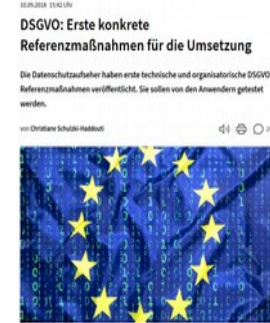 10.09.2018 15:42 Uhr
DSGVO: Erste konkrete
Referenzmaßnahmen für die Umsetzung
Die Datenschutzaufseher haben erste technische und organisatorische DSGVO
Referenzmaßnahmen veröffentlicht. Sie sollen von den Anwendern getestet
werden.
von Christiane Schulzki-Haddouti